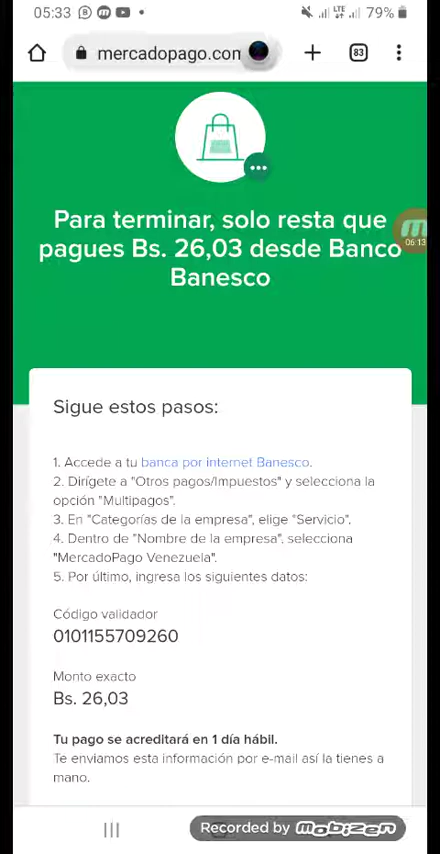 05:33
LTE
79%
mercadopago.con
83
Para terminar, solo resta que
pagues Bs. 26,03 desde Banco
Banesco
06:13
Sigue estos pasos:
1. Accede a tu banca por internet Banesco.
2. Dirígete a "Otros pagos/Impuestos" y selecciona la
opción "Multipagos".
3. En "Categorías de la empresa", elige "Servicio".
4. Dentro de "Nombre de la empresa", selecciona
"MercadoPago Venezuela".
5. Por último, ingresa los siguientes datos:
Código validador
0101155709260
Monto exacto
Bs. 26,03
Tu pago se acreditará en 1 día hábil.
Te enviamos esta información por e-mail así la tienes a
mano.
Recorded by Mobizen